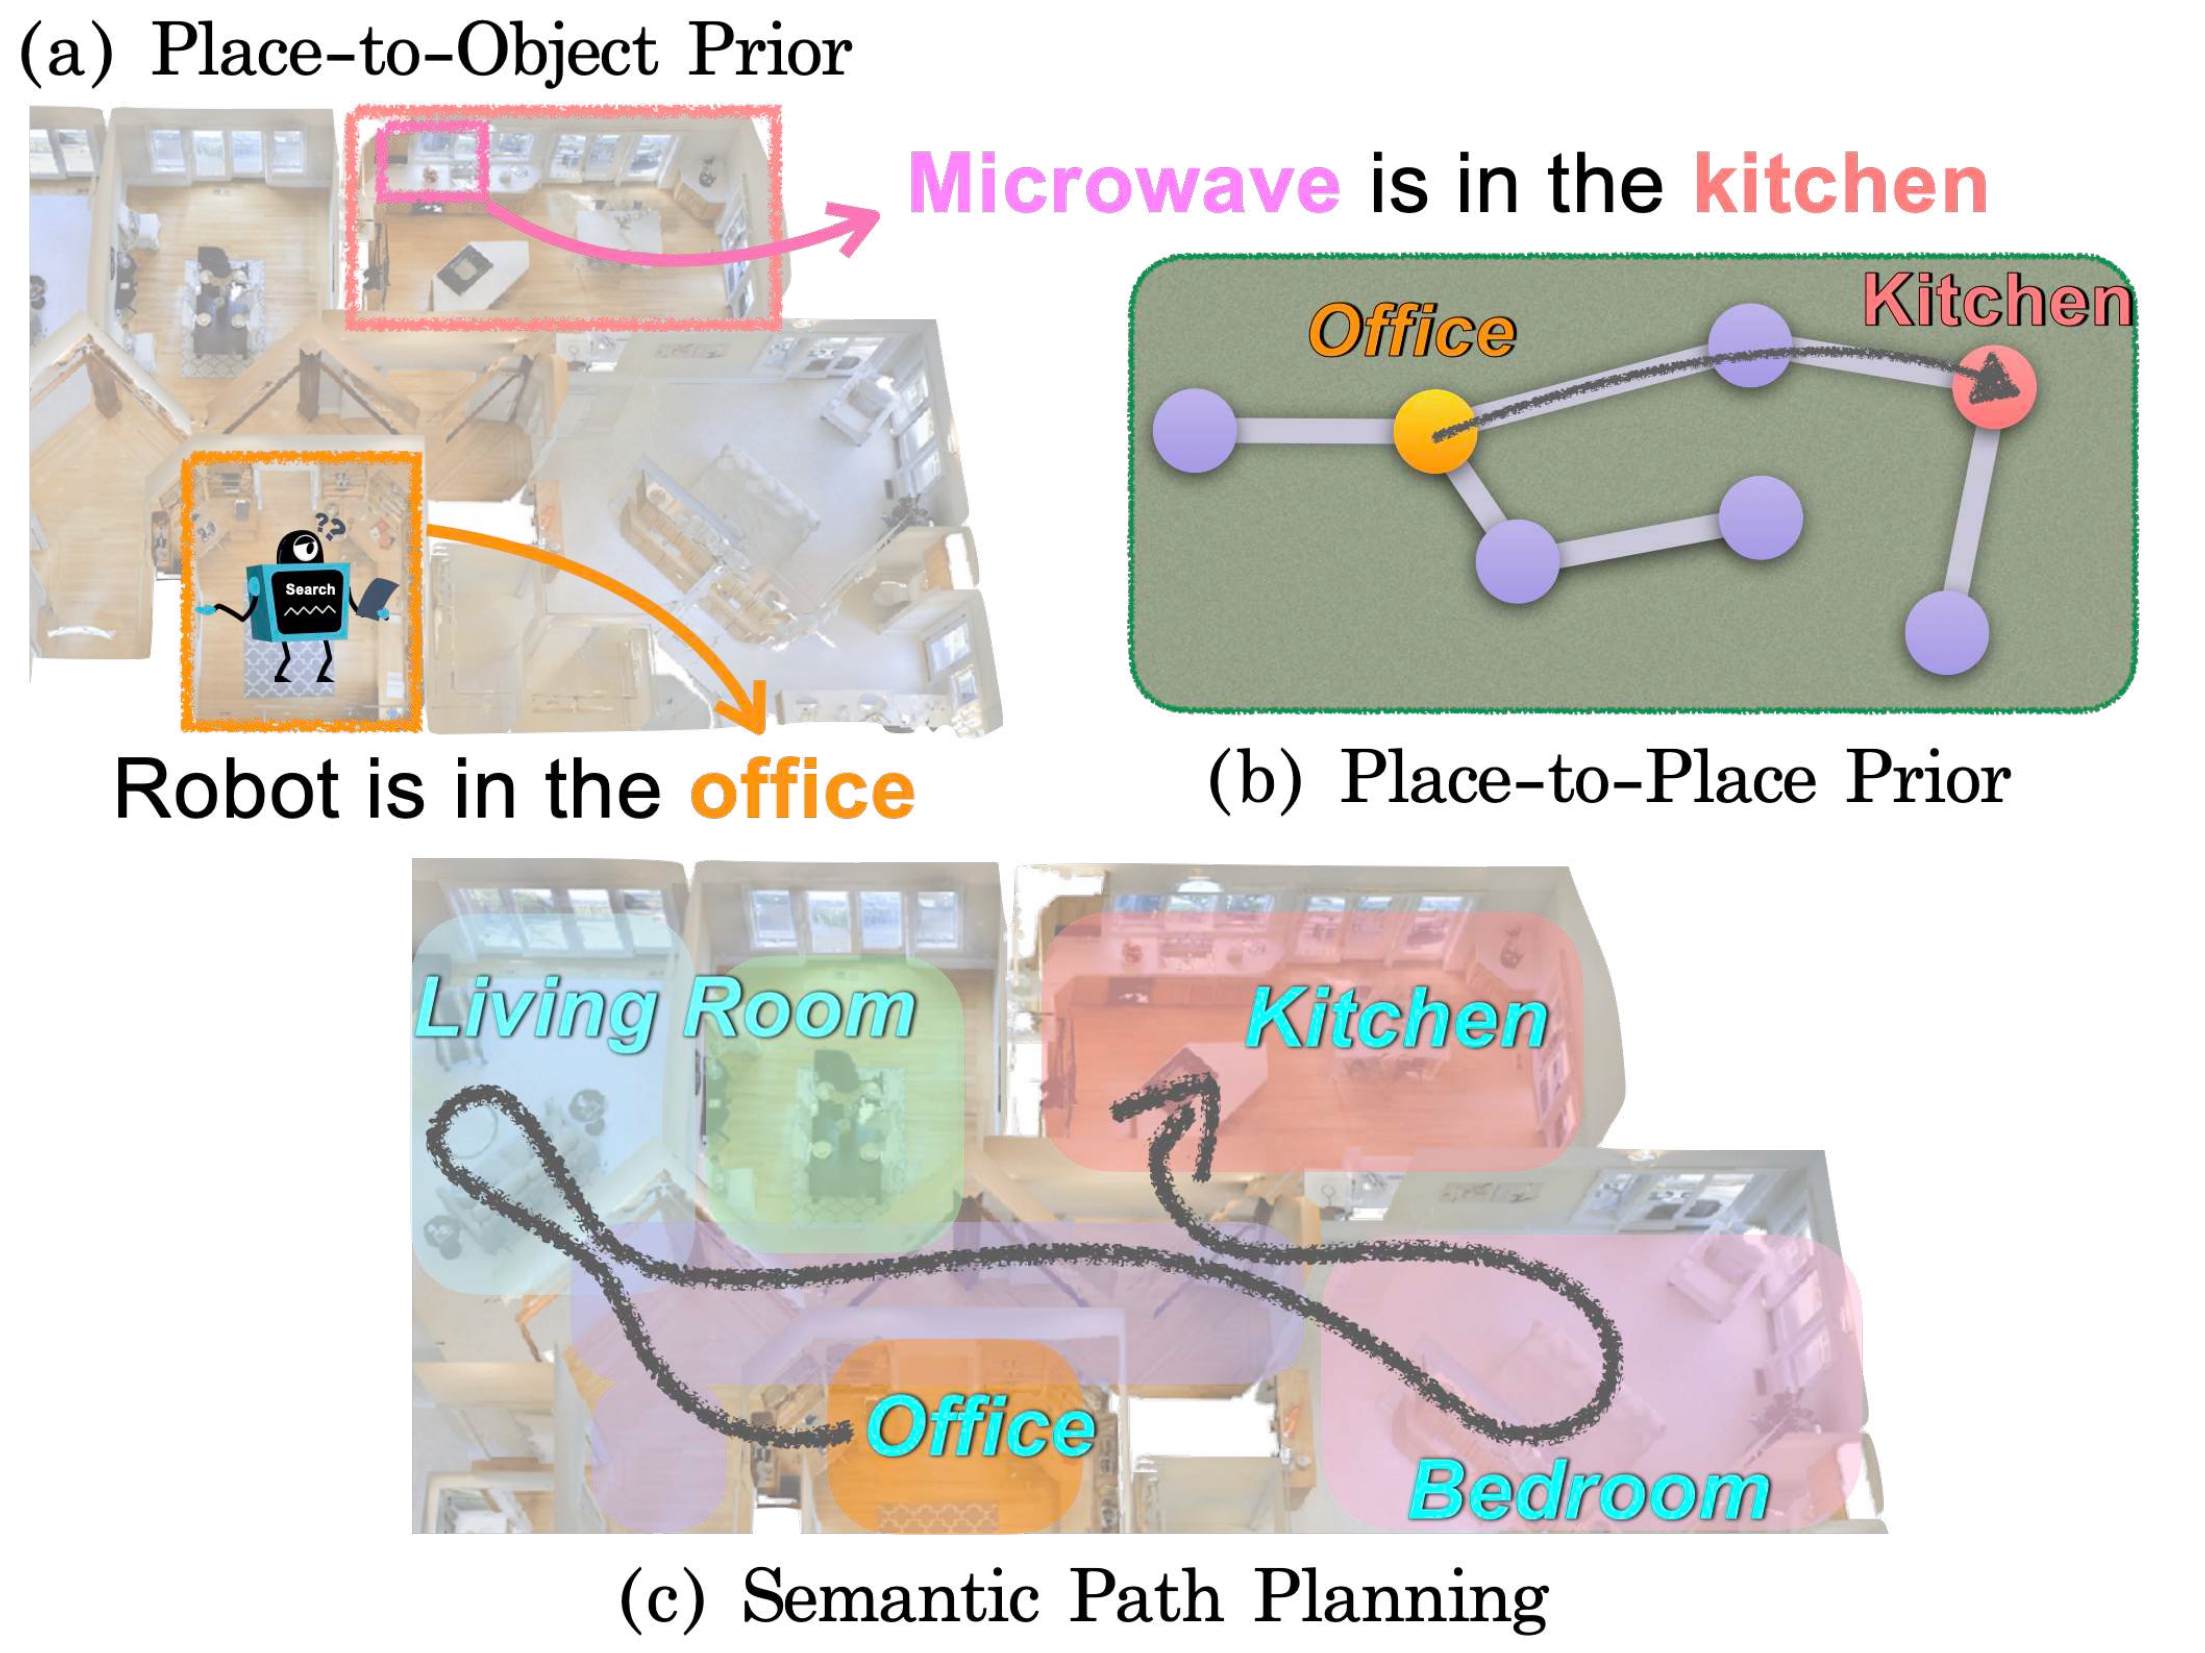 (a) Place-to-Object Prior
Microwave is in the kitchen
Office
Kitchen
??
Search
Robot is in the office
(b) Place-to-Place Prior
Living Room
Kitchen
Office
Bedroom
(c) Semantic Path Planning